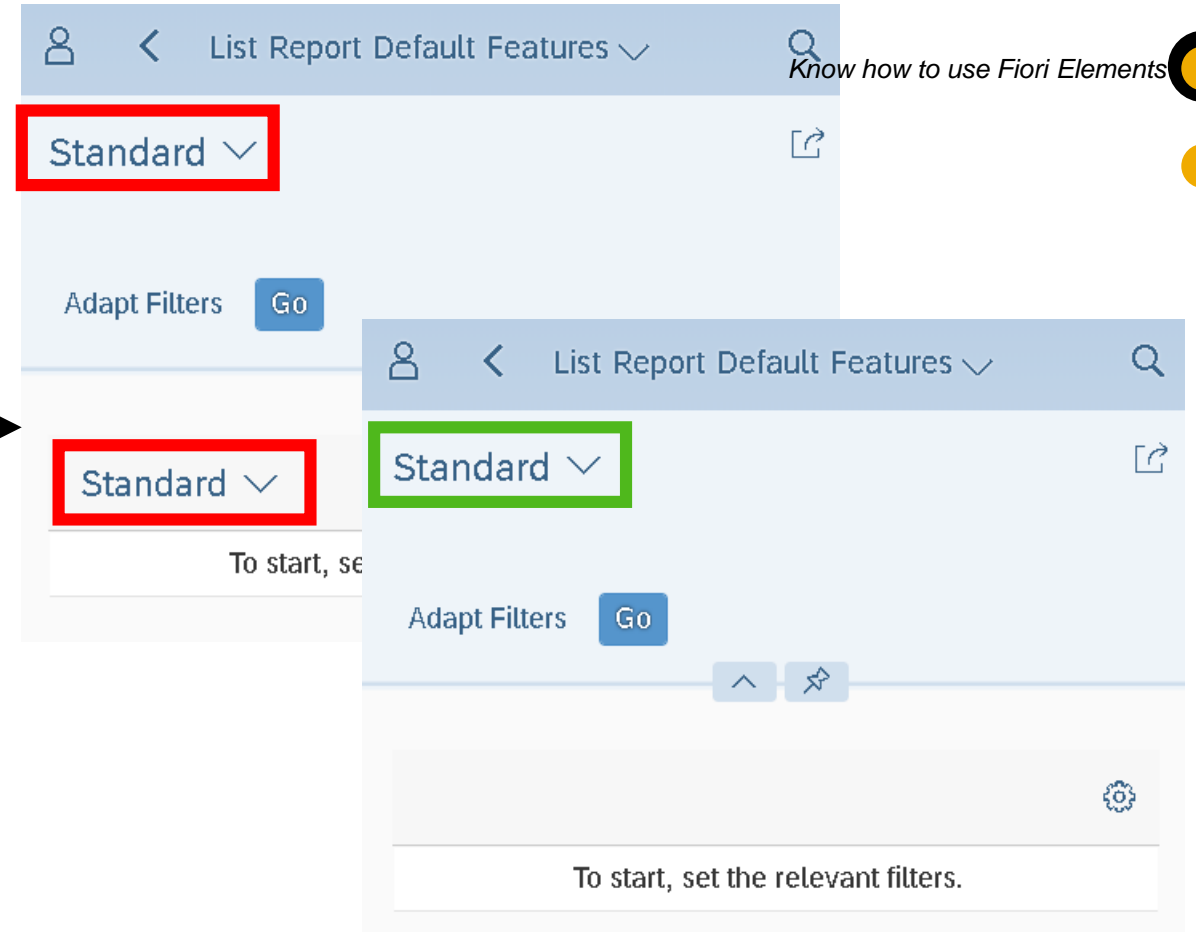 List Report Default Features
Know how to use Fiori Elements
Standard
Adapt Filters Go
Standard
To start, se
List Report Default Features
Standard
Adapt Filters Go
To start, set the relevant filters.